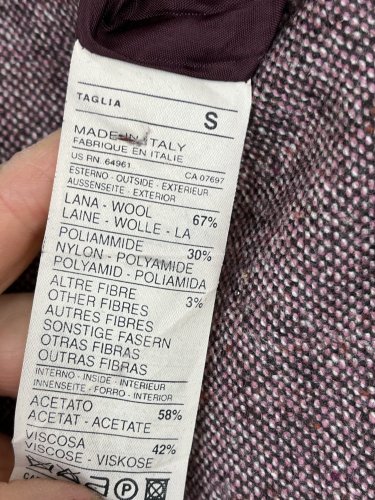 TAGLIA S
MADE IN ITALY
FABRIQUE EN ITALIE
US RN. 64961 CA 07697
ESTERNO - OUTSIDE - EXTERIEUR
AUSSENSEITE - EXTERIOR
LANA - WOOL 67%
LAINE - WOLLE - LA
POLIAMMIDE 30%
NYLON - POLYAMIDE
POLYAMID - POLIAMIDA
ALTRE FIBRE 3%
OTHER FIBRES
AUTRES FIBRES
SONSTIGE FASERN
OTRAS FIBRAS
OUTRAS FIBRAS
INTERNO - INSIDE - INTERIEUR
INNENSEITE - FORRO - INTERIOR
ACETATO 58%
ACETAT - ACETATE
VISCOSA 42%
VISCOSE - VISKOSE
P